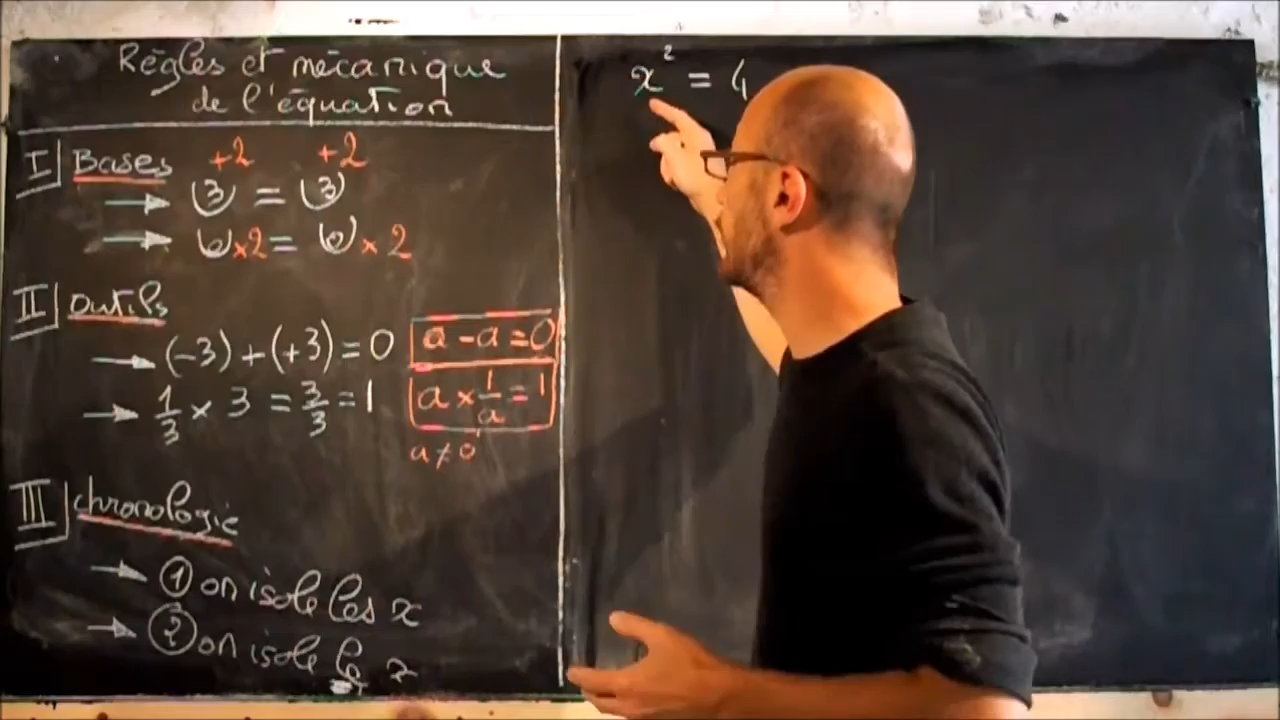 Règles et mécanique
de l'équation
I Bases
+2 +2
→ 3 = 3
→ 0 × 2 = 0 × 2
II Outils
→ (-3) + (+3) = 0
a - a = 0
→ 1/3 × 3 = 3/3 = 1
a × 1/a = 1
a ≠ 0
III chronologie
→ ① on isole les x
→ ② on isole le x
x² = 4